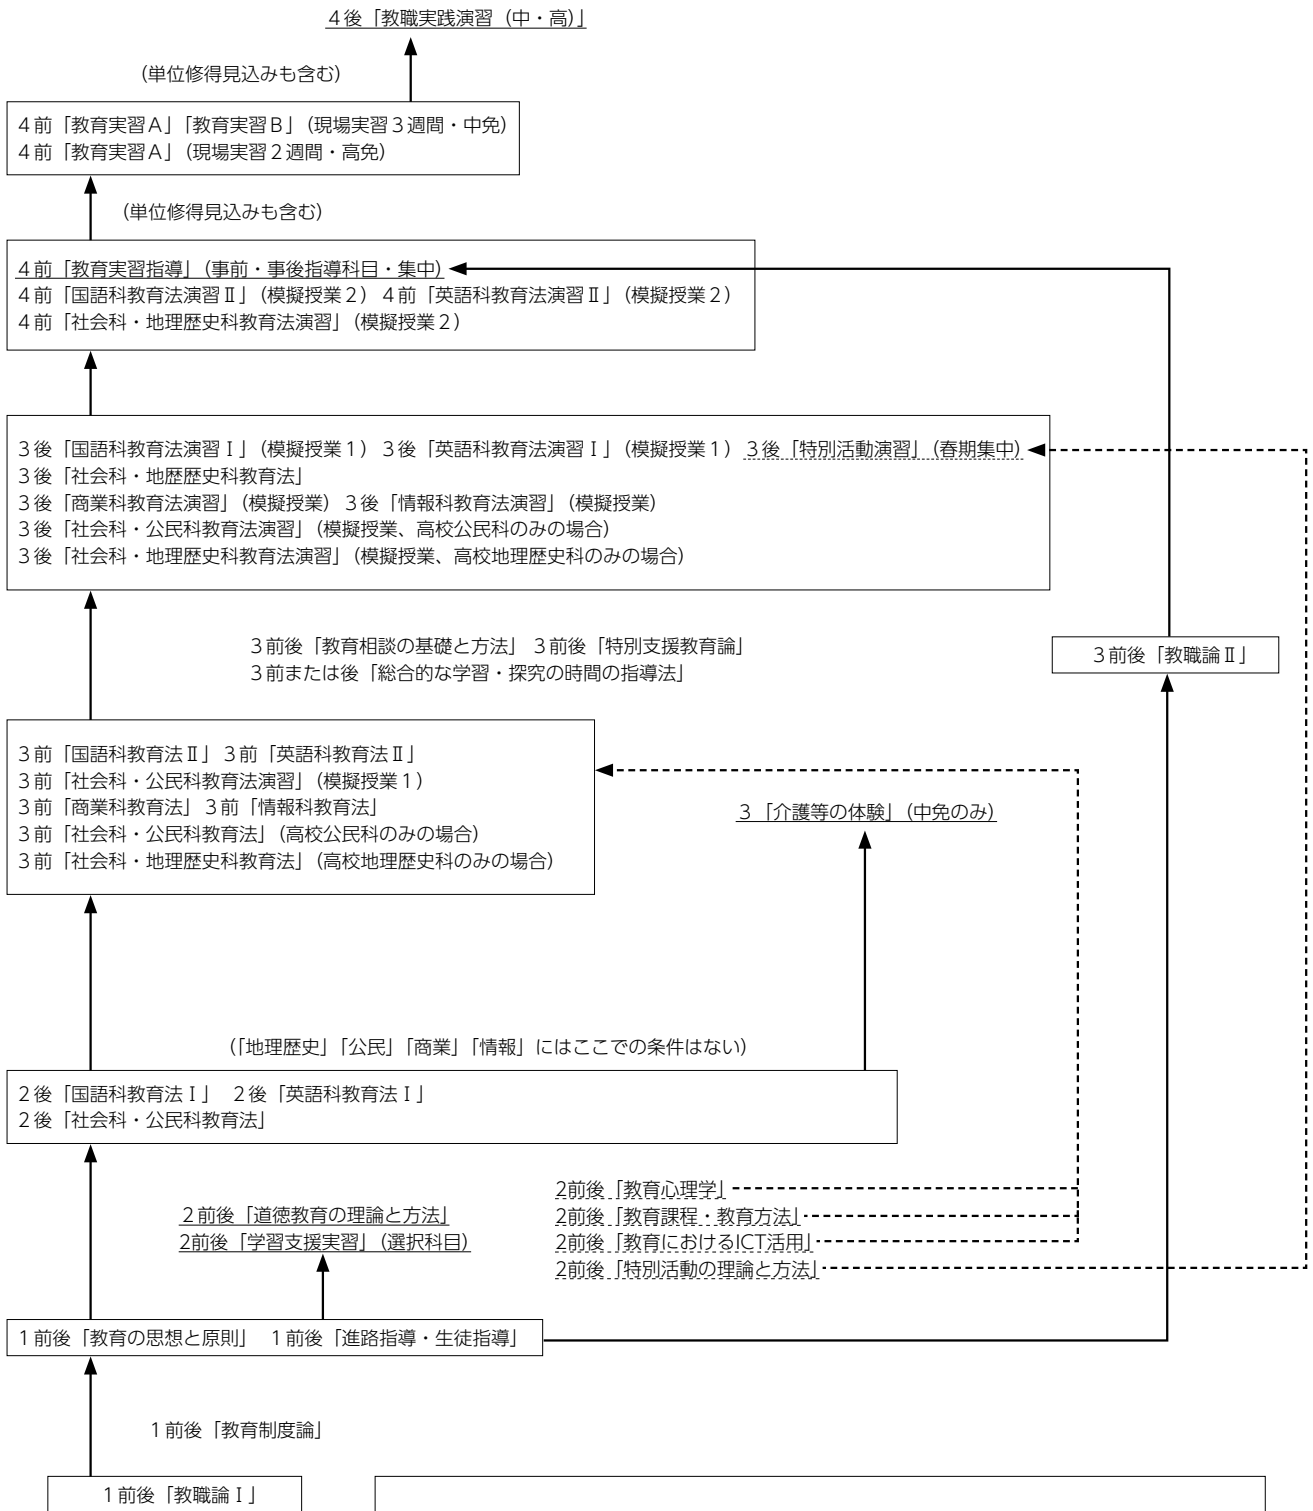 4後「教職実践演習（中・高）」
（単位修得見込みも含む）
4前「教育実習Ａ」「教育実習Ｂ」（現場実習３週間・中免）
4前「教育実習Ａ」（現場実習２週間・高免）
（単位修得見込みも含む）
4前「教育実習指導」（事前・事後指導科目・集中）
4前「国語科教育法演習Ⅱ」（模擬授業２）４前「英語科教育法演習Ⅱ」（模擬授業２）
4前「社会科・地理歴史科教育法演習」（模擬授業２）
3後「国語科教育法演習Ⅰ」（模擬授業１）３後「英語科教育法演習Ⅰ」（模擬授業１）３後「特別活動演習」（春期集中）
3後「社会科・地歴歴史科教育法」
3後「商業科教育法演習」（模擬授業）３後「情報科教育法演習」（模擬授業）
3後「社会科・公民科教育法演習」（模擬授業、高校公民科のみの場合）
3後「社会科・地理歴史科教育法演習」（模擬授業、高校地理歴史科のみの場合）
3前後「教育相談の基礎と方法」 3前後「特別支援教育論」
3前または後「総合的な学習・探究の時間の指導法」
3前後「教職論Ⅱ」
3前「国語科教育法Ⅱ」 3前「英語科教育法Ⅱ」
3前「社会科・公民科教育法演習」（模擬授業１）
3前「商業科教育法」３前「情報科教育法」
3前「社会科・公民科教育法」（高校公民科のみの場合）
3前「社会科・地理歴史科教育法」（高校地理歴史科のみの場合）
3「介護等の体験」（中免のみ）
（「地理歴史」「公民」「商業」「情報」にはここでの条件はない）
2後「国語科教育法Ⅰ」 2後「英語科教育法Ⅰ」
2後「社会科・公民科教育法」
2前後「道徳教育の理論と方法」
2前後「学習支援実習」（選択科目）
2前後「教育心理学」
2前後「教育課程・教育方法」
2前後「教育におけるICT活用」
2前後「特別活動の理論と方法」
1前後「教育の思想と原則」 1前後「進路指導・生徒指導」
1前後「教育制度論」
1前後「教職論Ⅰ」